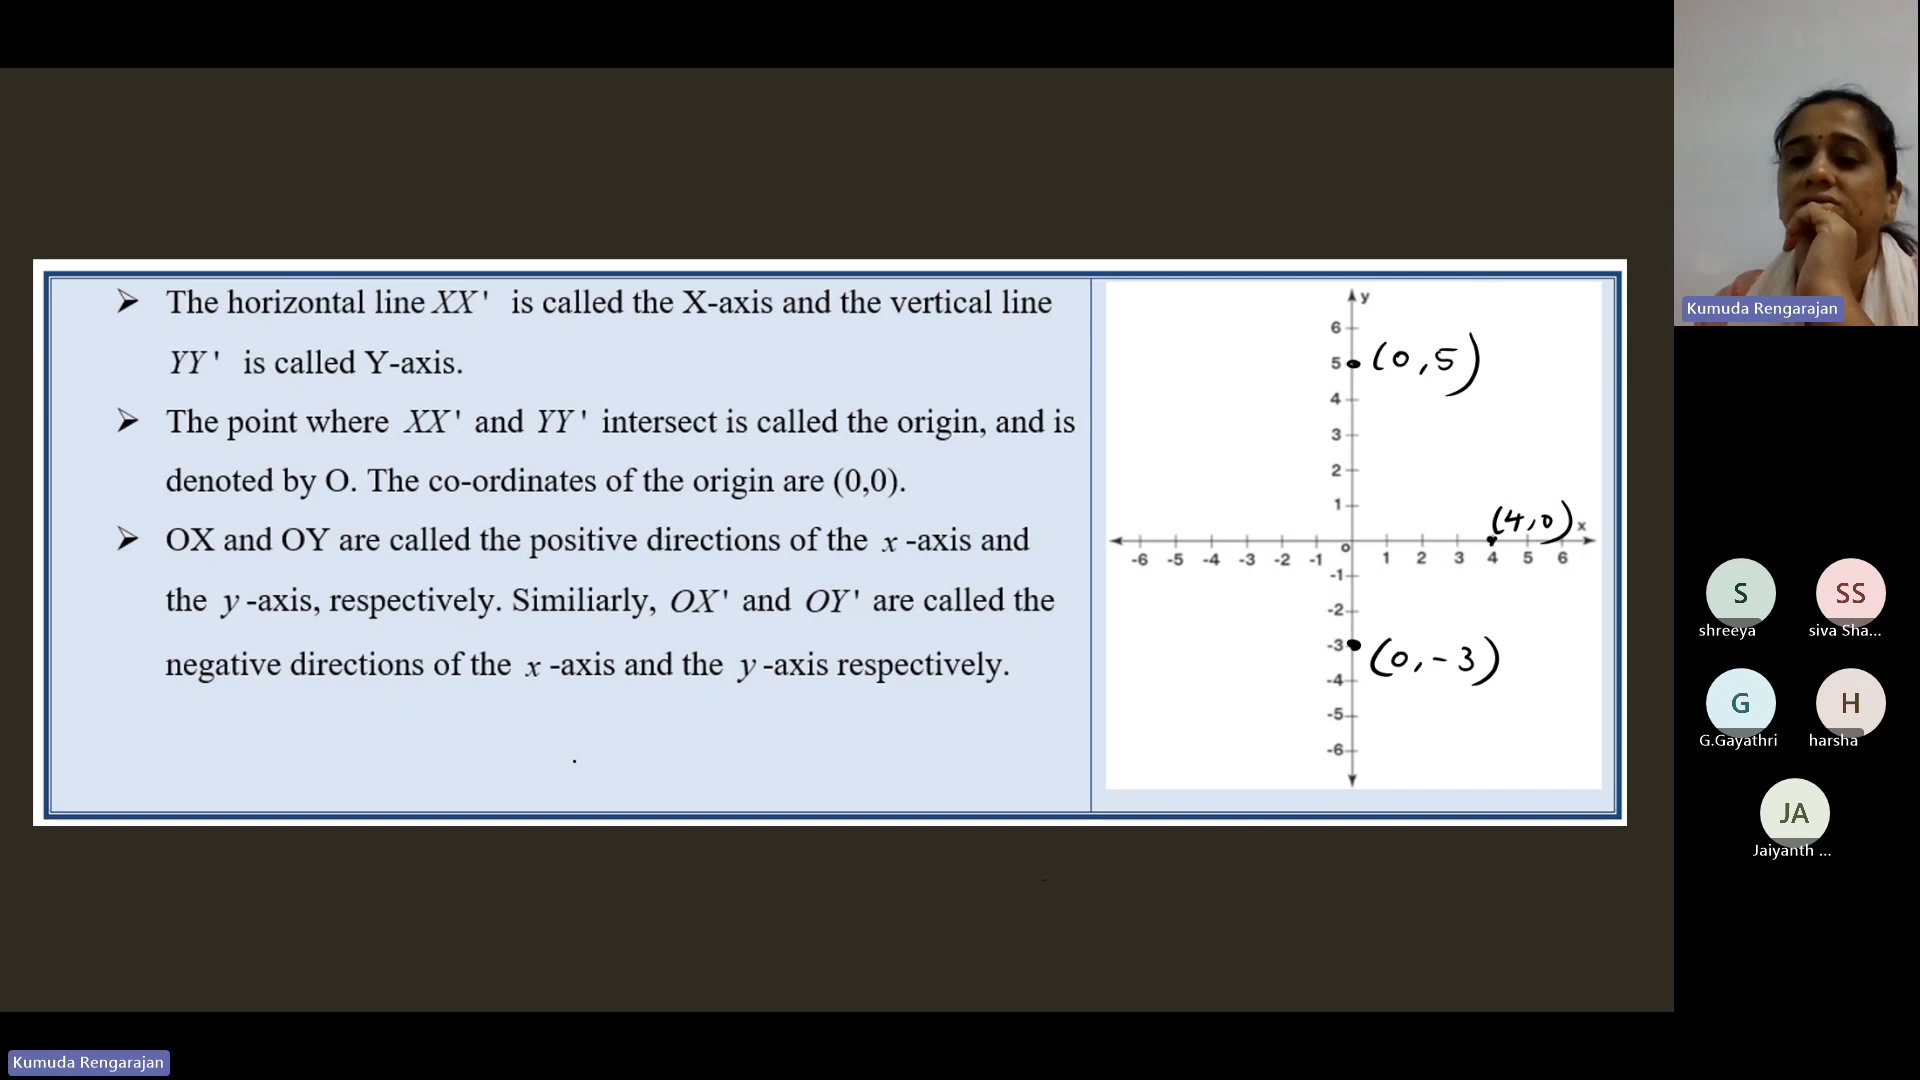 The horizontal line XX' is called the X-axis and the vertical line
YY' is called Y-axis.
The point where XX' and YY' intersect is called the origin, and is
denoted by O. The co-ordinates of the origin are (0,0).
OX and OY are called the positive directions of the x-axis and
the y-axis, respectively. Similiarly, OX' and OY' are called the
negative directions of the x-axis and the y-axis respectively.
y
6
5 (0,5)
4
3
2
1
(4,0) x
-6 -5 -4 -3 -2 -1 O 1 2 3 4 5 6
-1
-2
-3 (0,-3)
-4
-5
-6
Kumuda Rengarajan
S SS
shreeya siva Sha...
G H
G.Gayathri harsha
JA
Jaiyanth ...
Kumuda Rengarajan